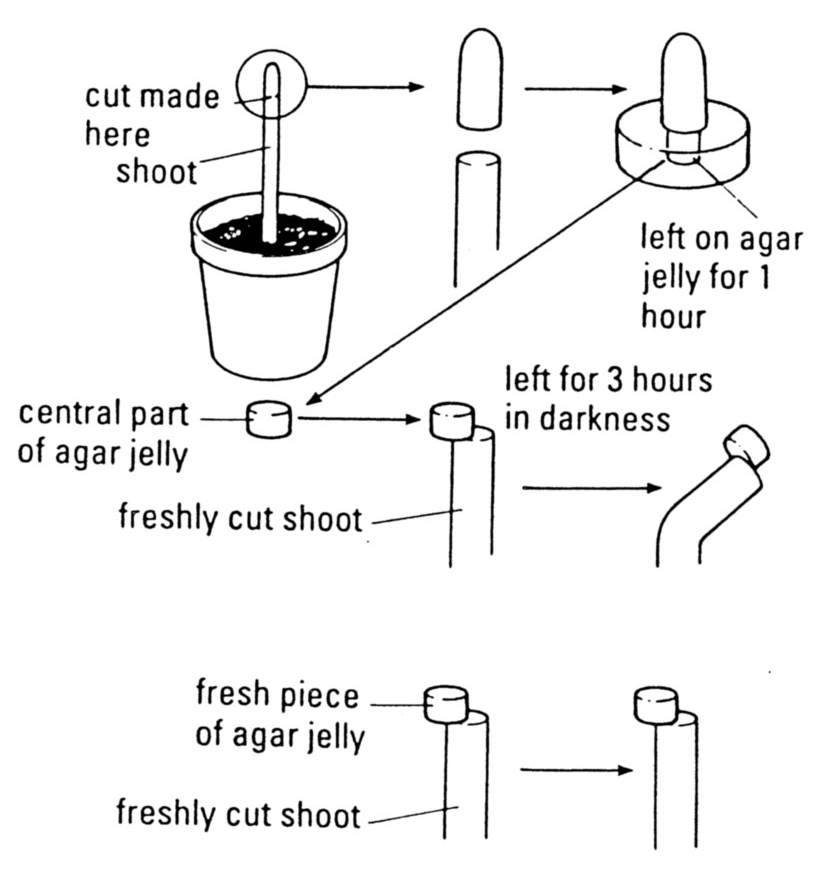 cut made
here
shoot
left on agar
jelly for 1
hour
central part
of agar jelly
left for 3 hours
in darkness
freshly cut shoot
fresh piece
of agar jelly
freshly cut shoot